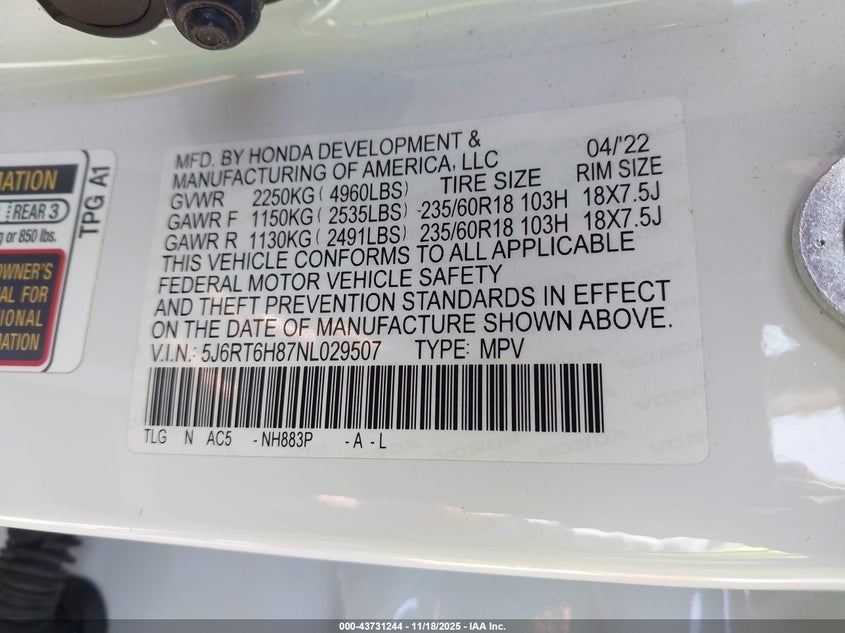 MATION
REAR 3
g or 850 lbs.
OWNER'S
AL FOR
IONAL
MATION
TPG A1
MFD. BY HONDA DEVELOPMENT & 04/'22
MANUFACTURING OF AMERICA, LLC
TIRE SIZE RIM SIZE
GVWR 2250KG ( 4960LBS)
GAWR F 1150KG ( 2535LBS) 235/60R18 103H 18X7.5J
GAWR R 1130KG ( 2491LBS) 235/60R18 103H 18X7.5J
THIS VEHICLE CONFORMS TO ALL APPLICABLE
FEDERAL MOTOR VEHICLE SAFETY
AND THEFT PREVENTION STANDARDS IN EFFECT
ON THE DATE OF MANUFACTURE SHOWN ABOVE.
V.I.N.: 5J6RT6H87NL029507 TYPE: MPV
TLG N AC5 - NH883P - A - L
000-43731244 - 11/18/2025 - IAA Inc.